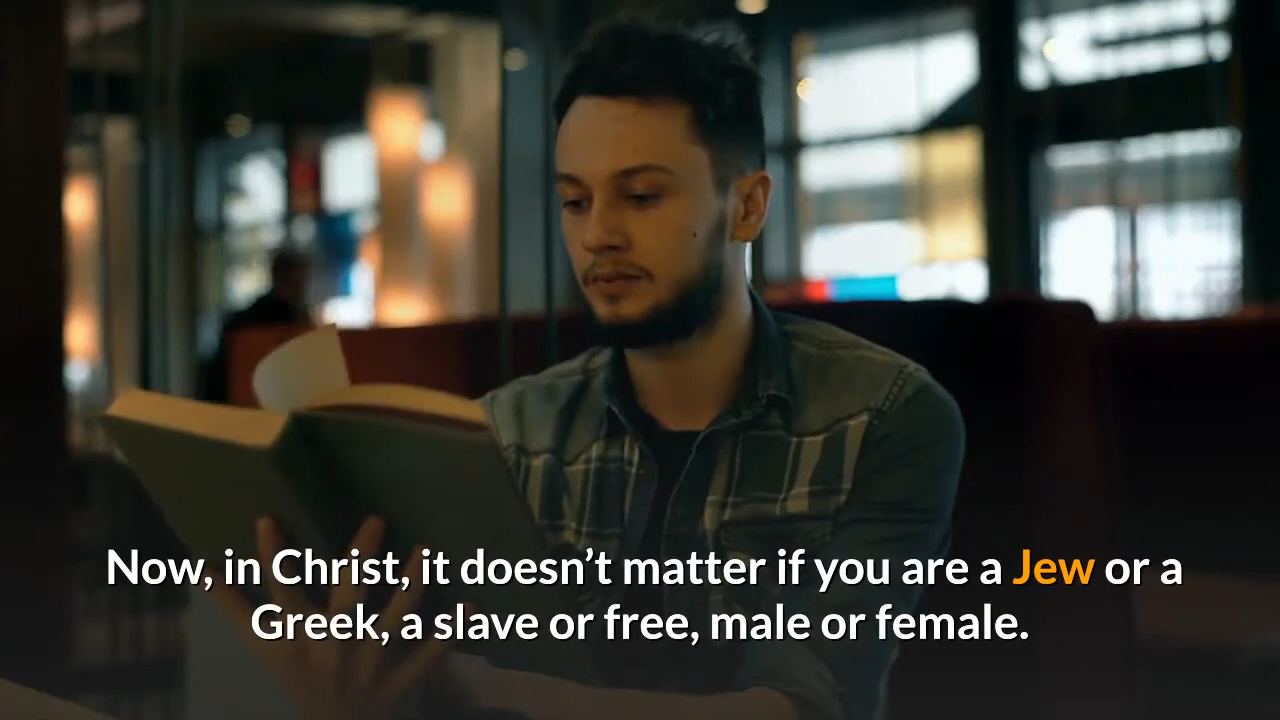 Now, in Christ, it doesn’t matter if you are a Jew or a
Greek, a slave or free, male or female.